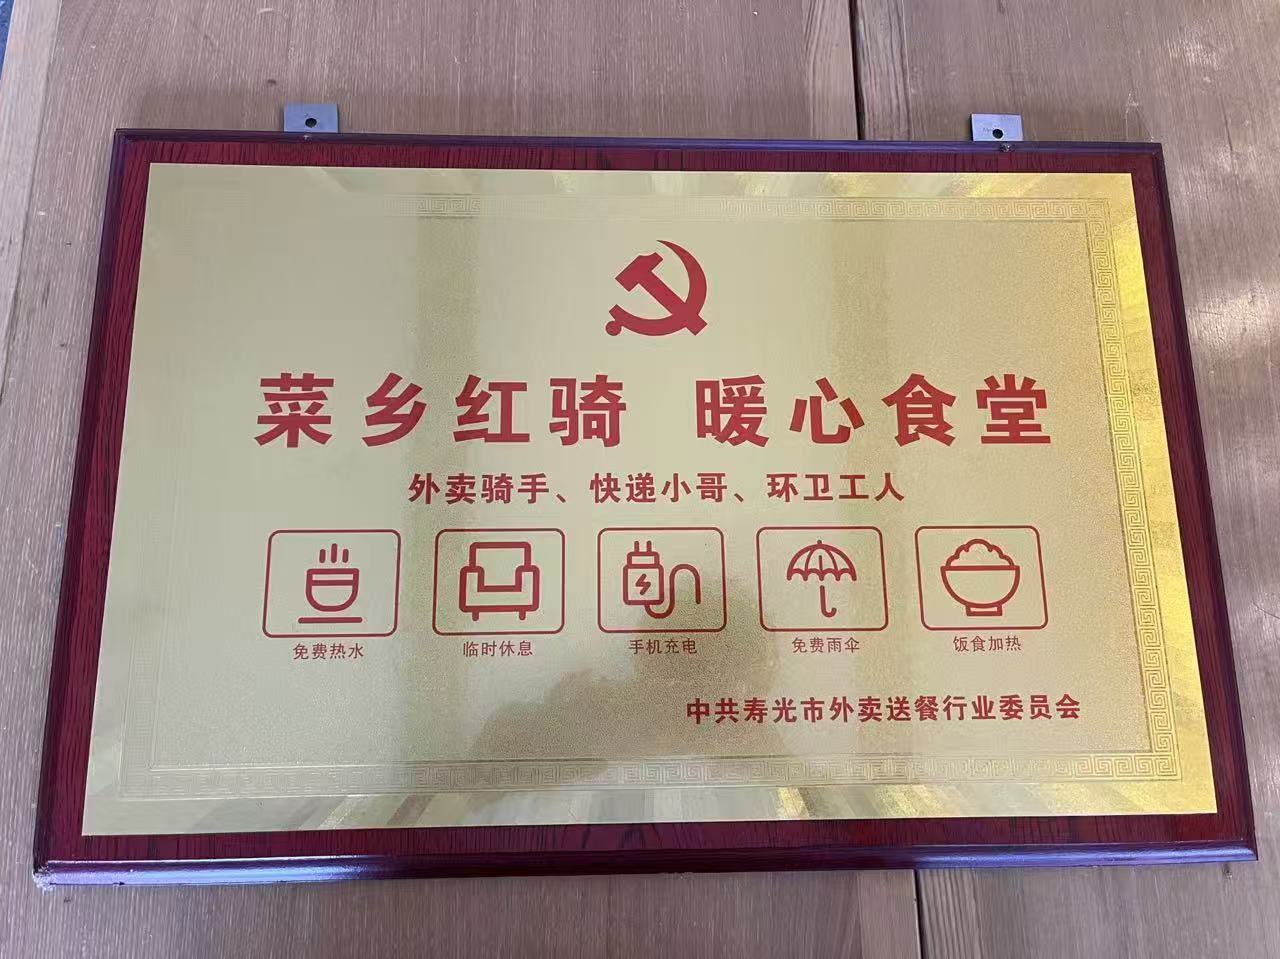 菜乡红骑 暖心食堂
外卖骑手、快递小哥、环卫工人
免费热水 临时休息 手机充电 免费雨伞 饭食加热
中共寿光市外卖送餐行业委员会